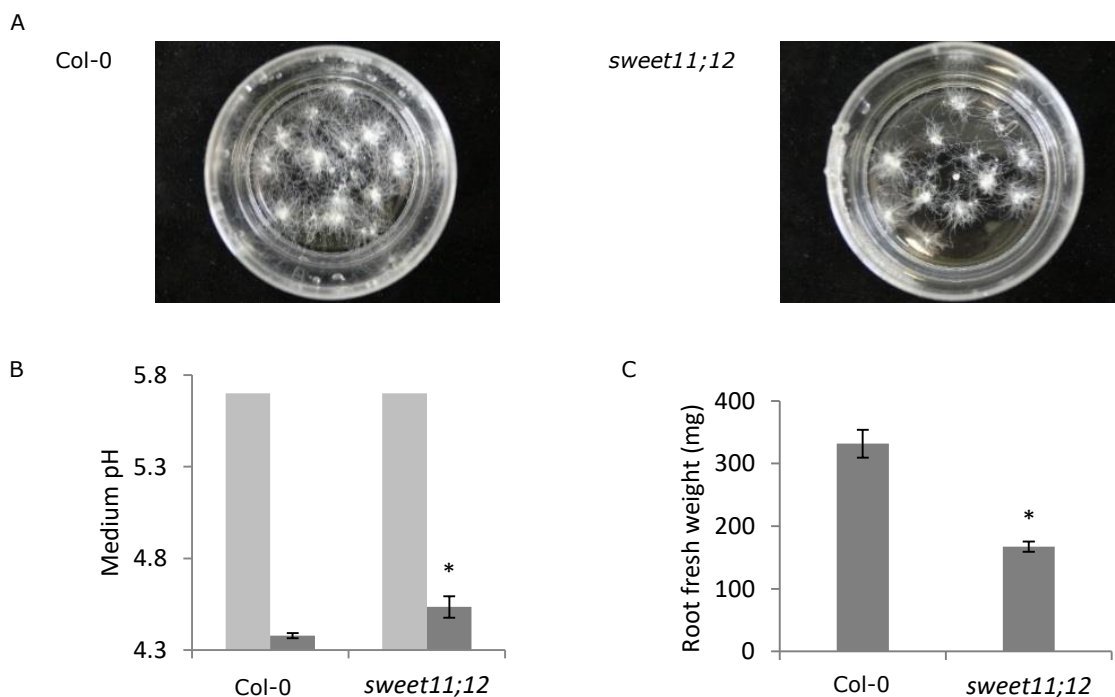 A
Col-0
sweet11;12
B
5.8
5.3
4.8
4.3
Medium pH
*
Col-0
sweet11;12
C
400
300
200
100
0
Root fresh weight (mg)
*
Col-0
sweet11;12